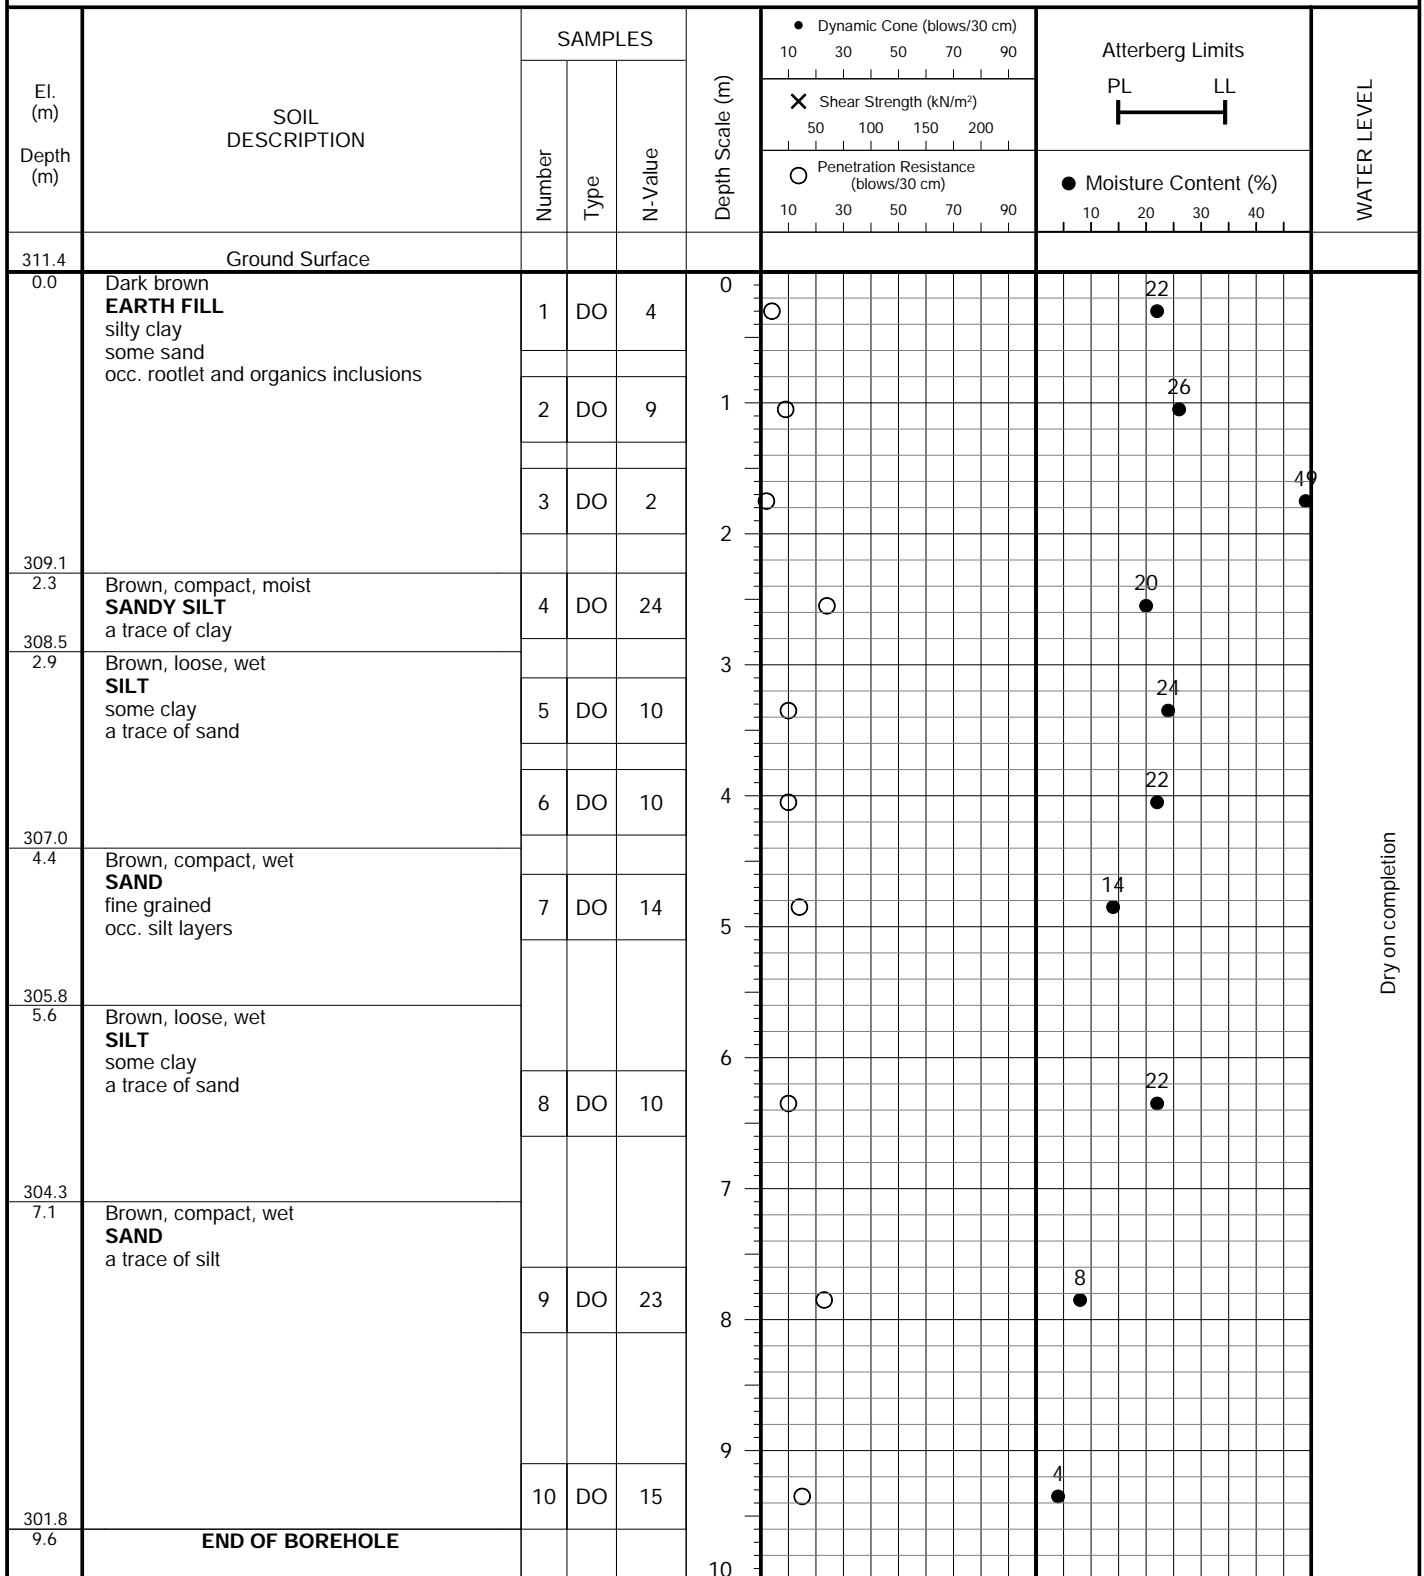 El.
(m)
Depth
(m)
SOIL
DESCRIPTION
SAMPLES
Number
Type
N-Value
Depth Scale (m)
● Dynamic Cone (blows/30 cm)
10 30 50 70 90
✕ Shear Strength (kN/m²)
50 100 150 200
○ Penetration Resistance
(blows/30 cm)
10 30 50 70 90
Atterberg Limits
PL LL
● Moisture Content (%)
10 20 30 40
WATER LEVEL
311.4 Ground Surface
0.0 Dark brown
EARTH FILL
silty clay
some sand
occ. rootlet and organics inclusions
1 DO 4
0
22
2 DO 9
1
26
3 DO 2
49
2
309.1
2.3 Brown, compact, moist
SANDY SILT
a trace of clay
4 DO 24
20
308.5
2.9 Brown, loose, wet
SILT
some clay
a trace of sand
3
5 DO 10
24
6 DO 10
4
22
307.0
4.4 Brown, compact, wet
SAND
fine grained
occ. silt layers
7 DO 14
14
5
Dry on completion
305.8
5.6 Brown, loose, wet
SILT
some clay
a trace of sand
6
8 DO 10
22
304.3
7.1 Brown, compact, wet
SAND
a trace of silt
7
9 DO 23
8
8
9
10 DO 15
4
301.8
9.6 END OF BOREHOLE
10